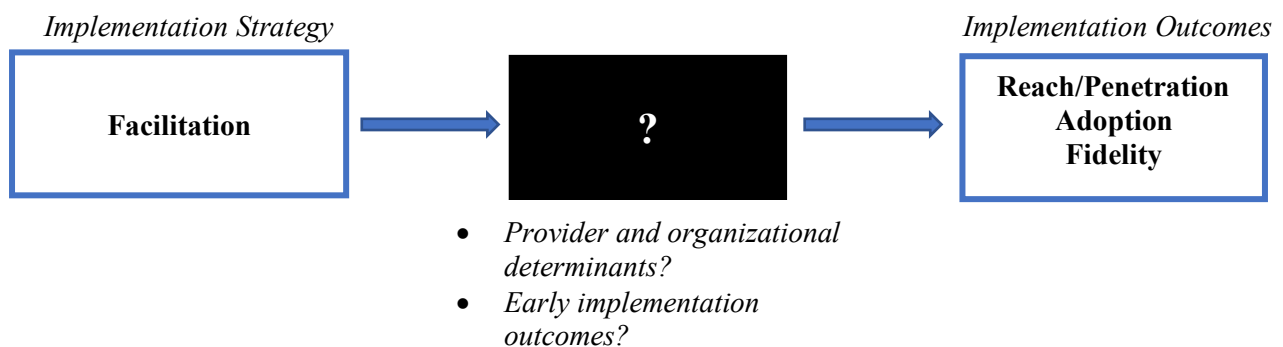 Implementation Strategy
Implementation Outcomes
Facilitation
?
Reach/Penetration
Adoption
Fidelity
• Provider and organizational
determinants?
• Early implementation
outcomes?